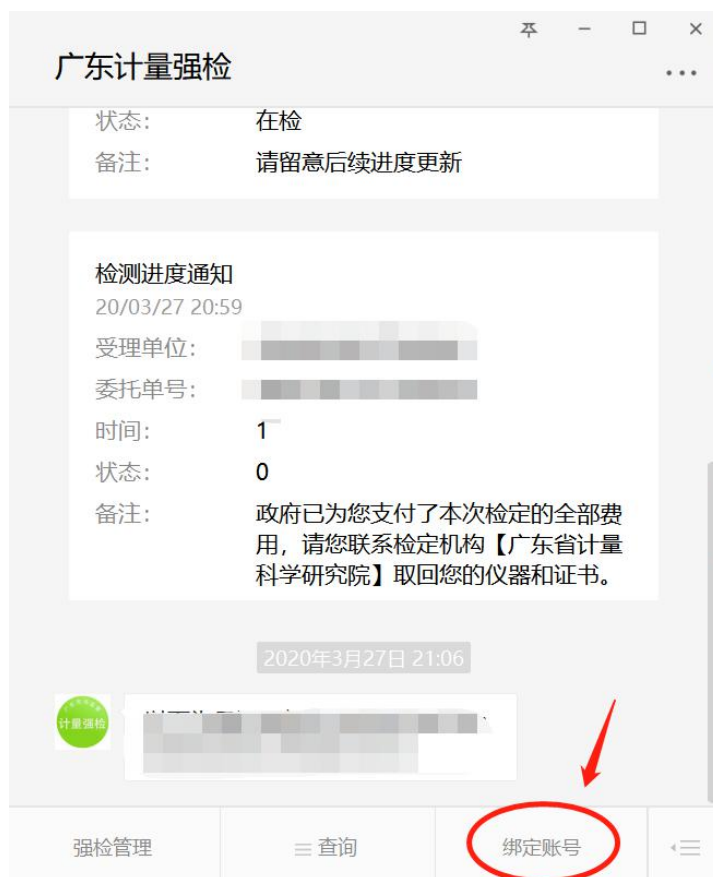 广东计量强检
状态: 在检
备注: 请留意后续进度更新
检测进度通知
20/03/27 20:59
受理单位:
委托单号:
时间: 1
状态: 0
备注: 政府已为您支付了本次检定的全部费
用，请您联系检定机构【广东省计量
科学研究院】取回您的仪器和证书。
2020年3月27日 21:06
计量强检
强检管理 查询 绑定账号